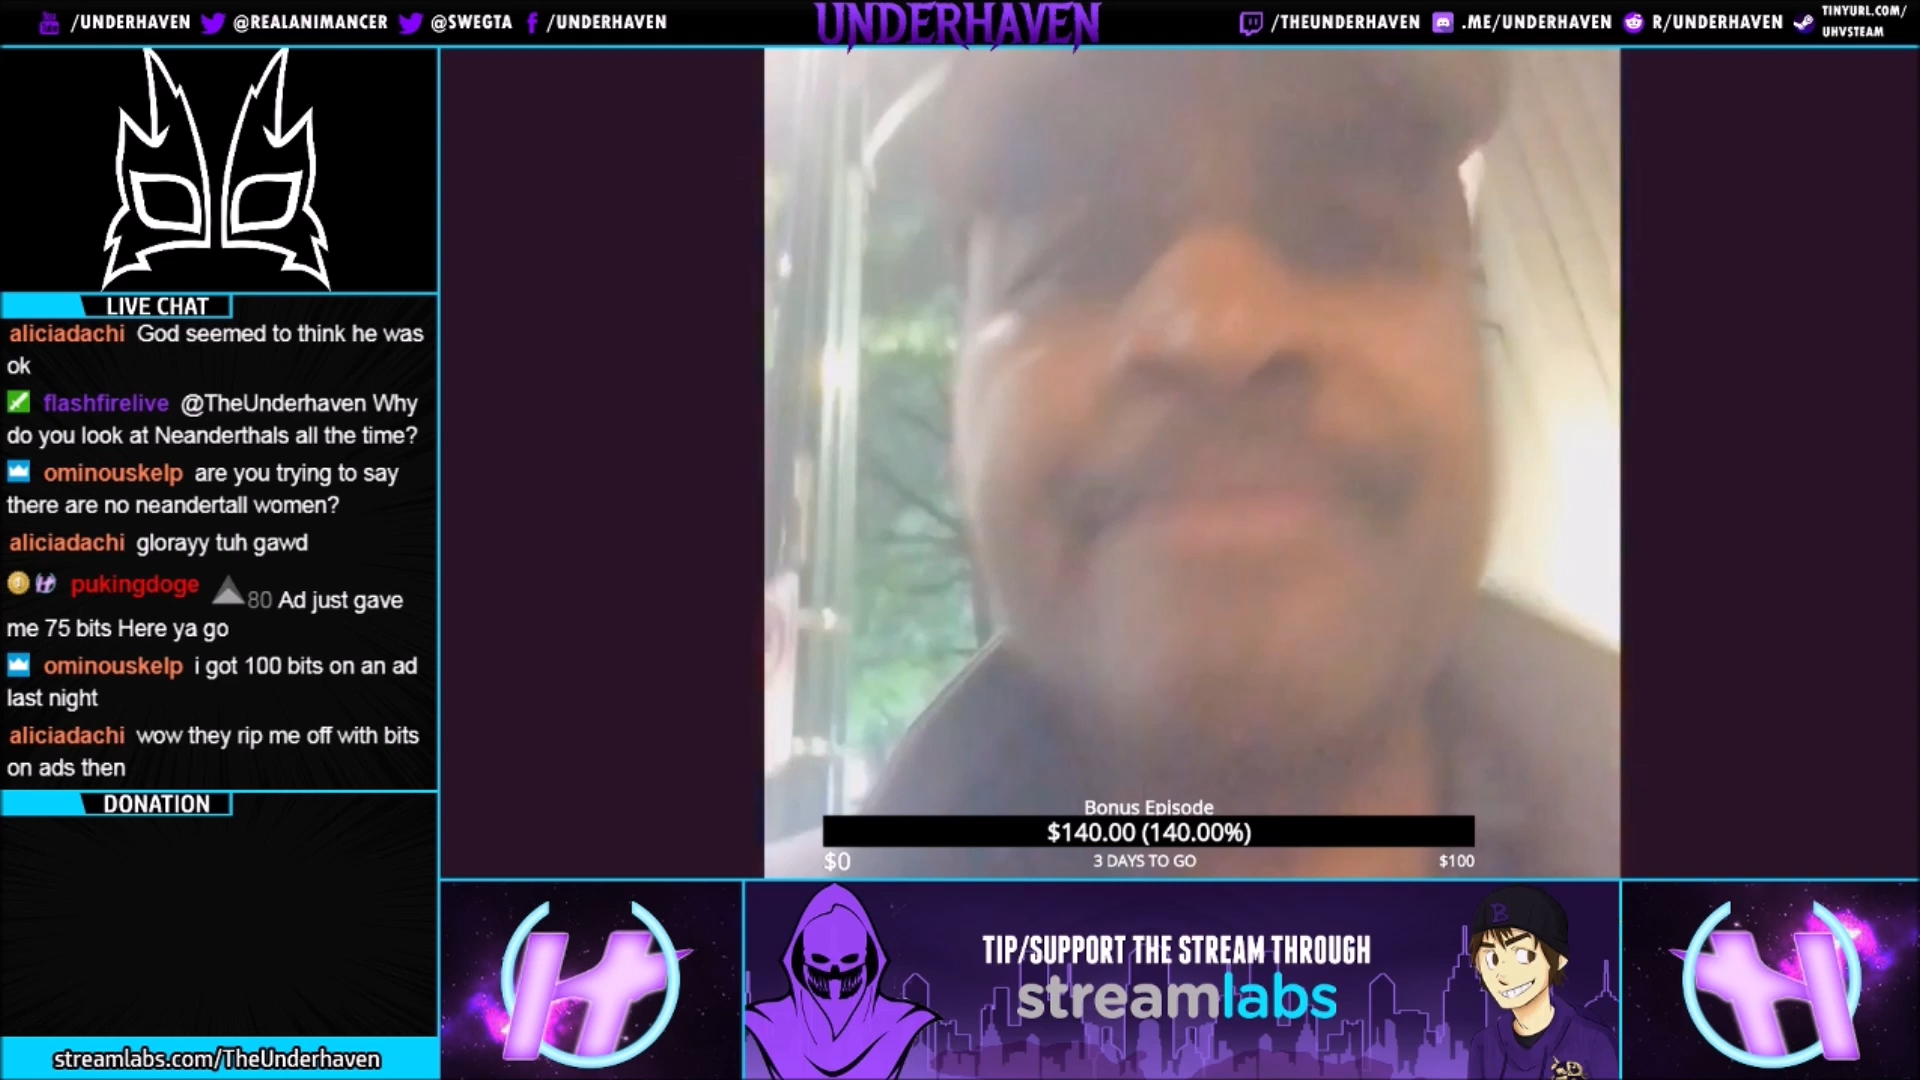 /UNDERHAVEN @REALANIMANCER @SWEGTA /UNDERHAVEN
UNDERHAVEN
/THEUNDERHAVEN .ME/UNDERHAVEN R/UNDERHAVEN
TINYURL.COM/
UHVSTEAM
LIVE CHAT
aliciadachi God seemed to think he was
ok
flashfirelive @TheUnderhaven Why
do you look at Neanderthals all the time?
ominouskelp are you trying to say
there are no neandertall women?
aliciadachi glorayy tuh gawd
pukingdoge 80 Ad just gave
me 75 bits Here ya go
ominouskelp i got 100 bits on an ad
last night
aliciadachi wow they rip me off with bits
on ads then
DONATION
streamlabs.com/TheUnderhaven
Bonus Episode
$140.00 (140.00%)
$0 3 DAYS TO GO $100
TIP/SUPPORT THE STREAM THROUGH
streamlabs
B